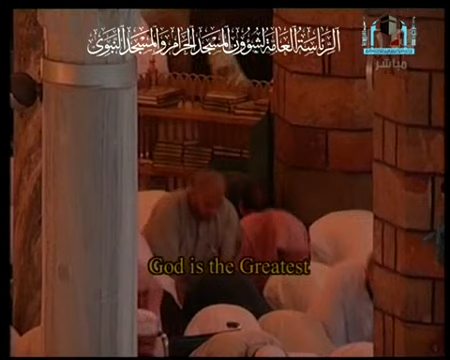 الرئاسة العامة لشؤون المسجد الحرام والمسجد النبوي
مباشر
God is the Greatest